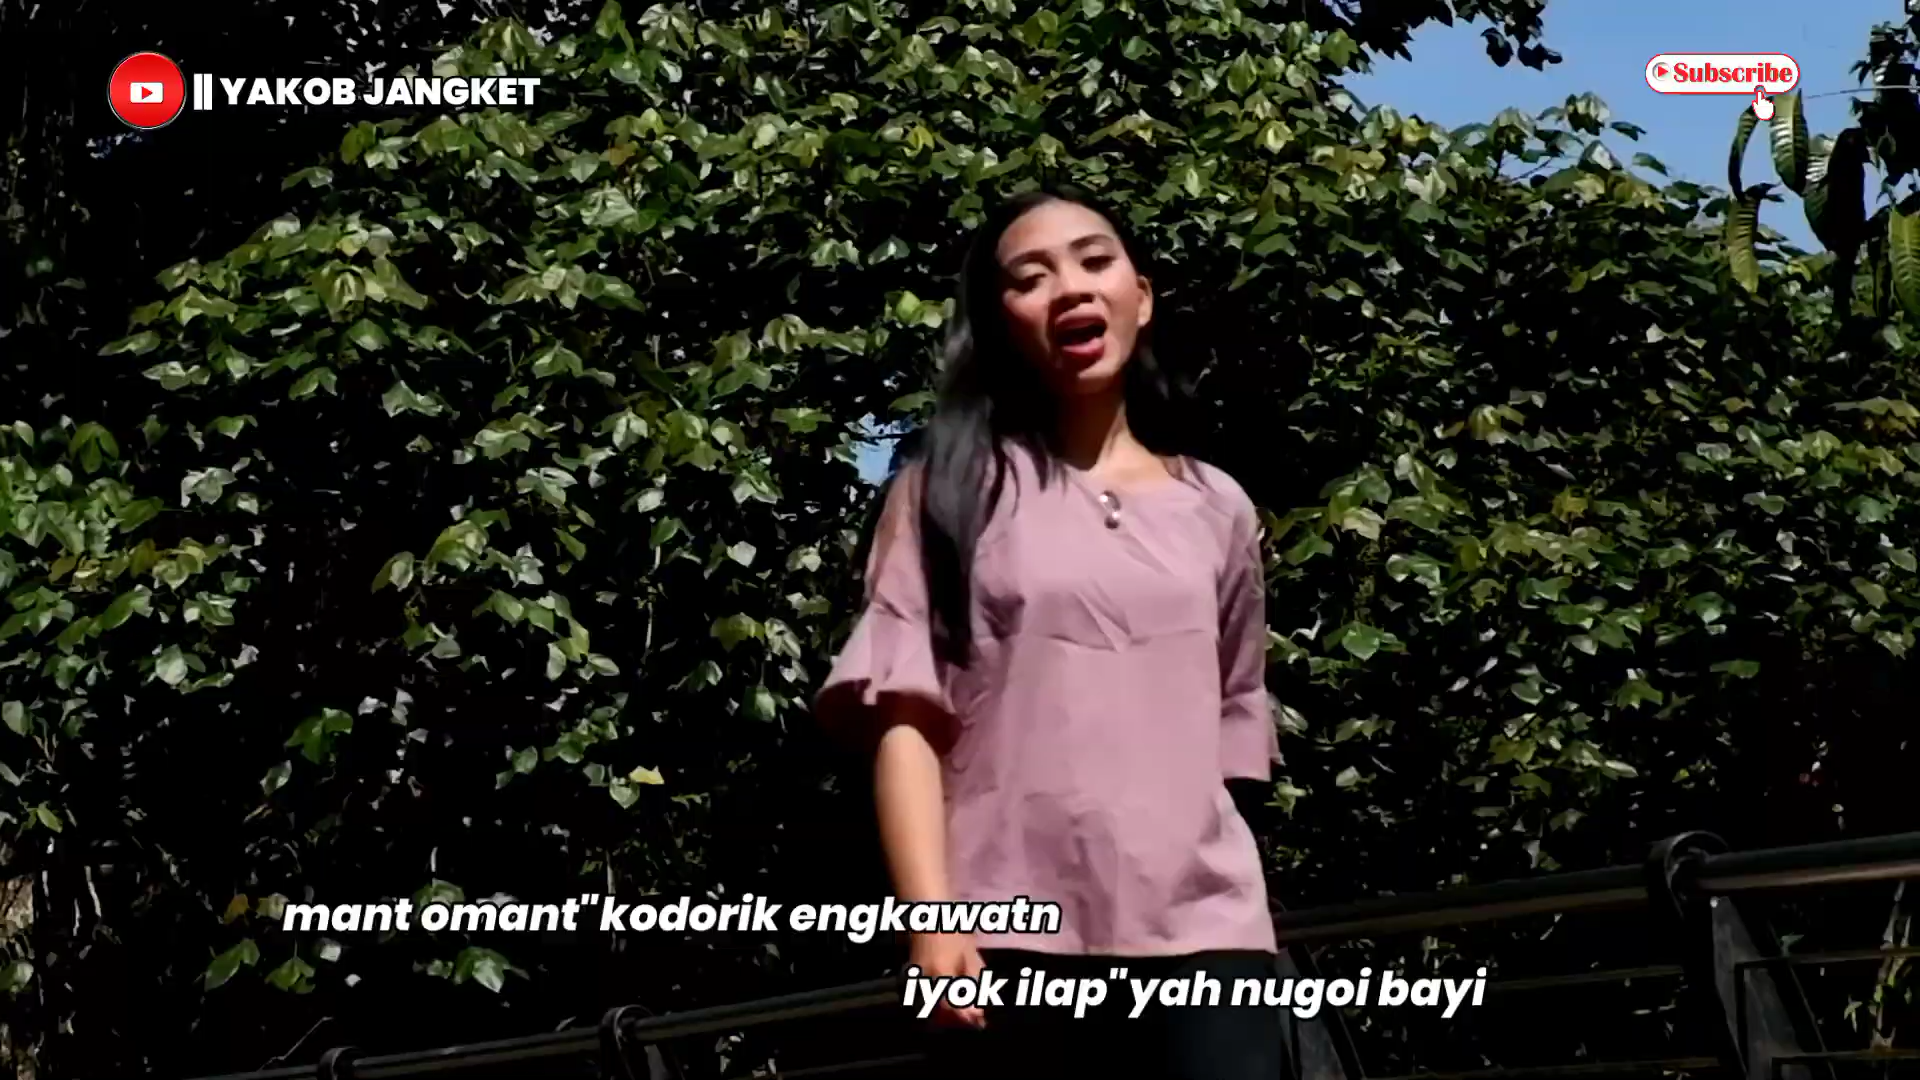 || YAKOB JANGKET
Subscribe
mant omant"kodorik engkawatn
iyok ilap"yah nugoi bayi